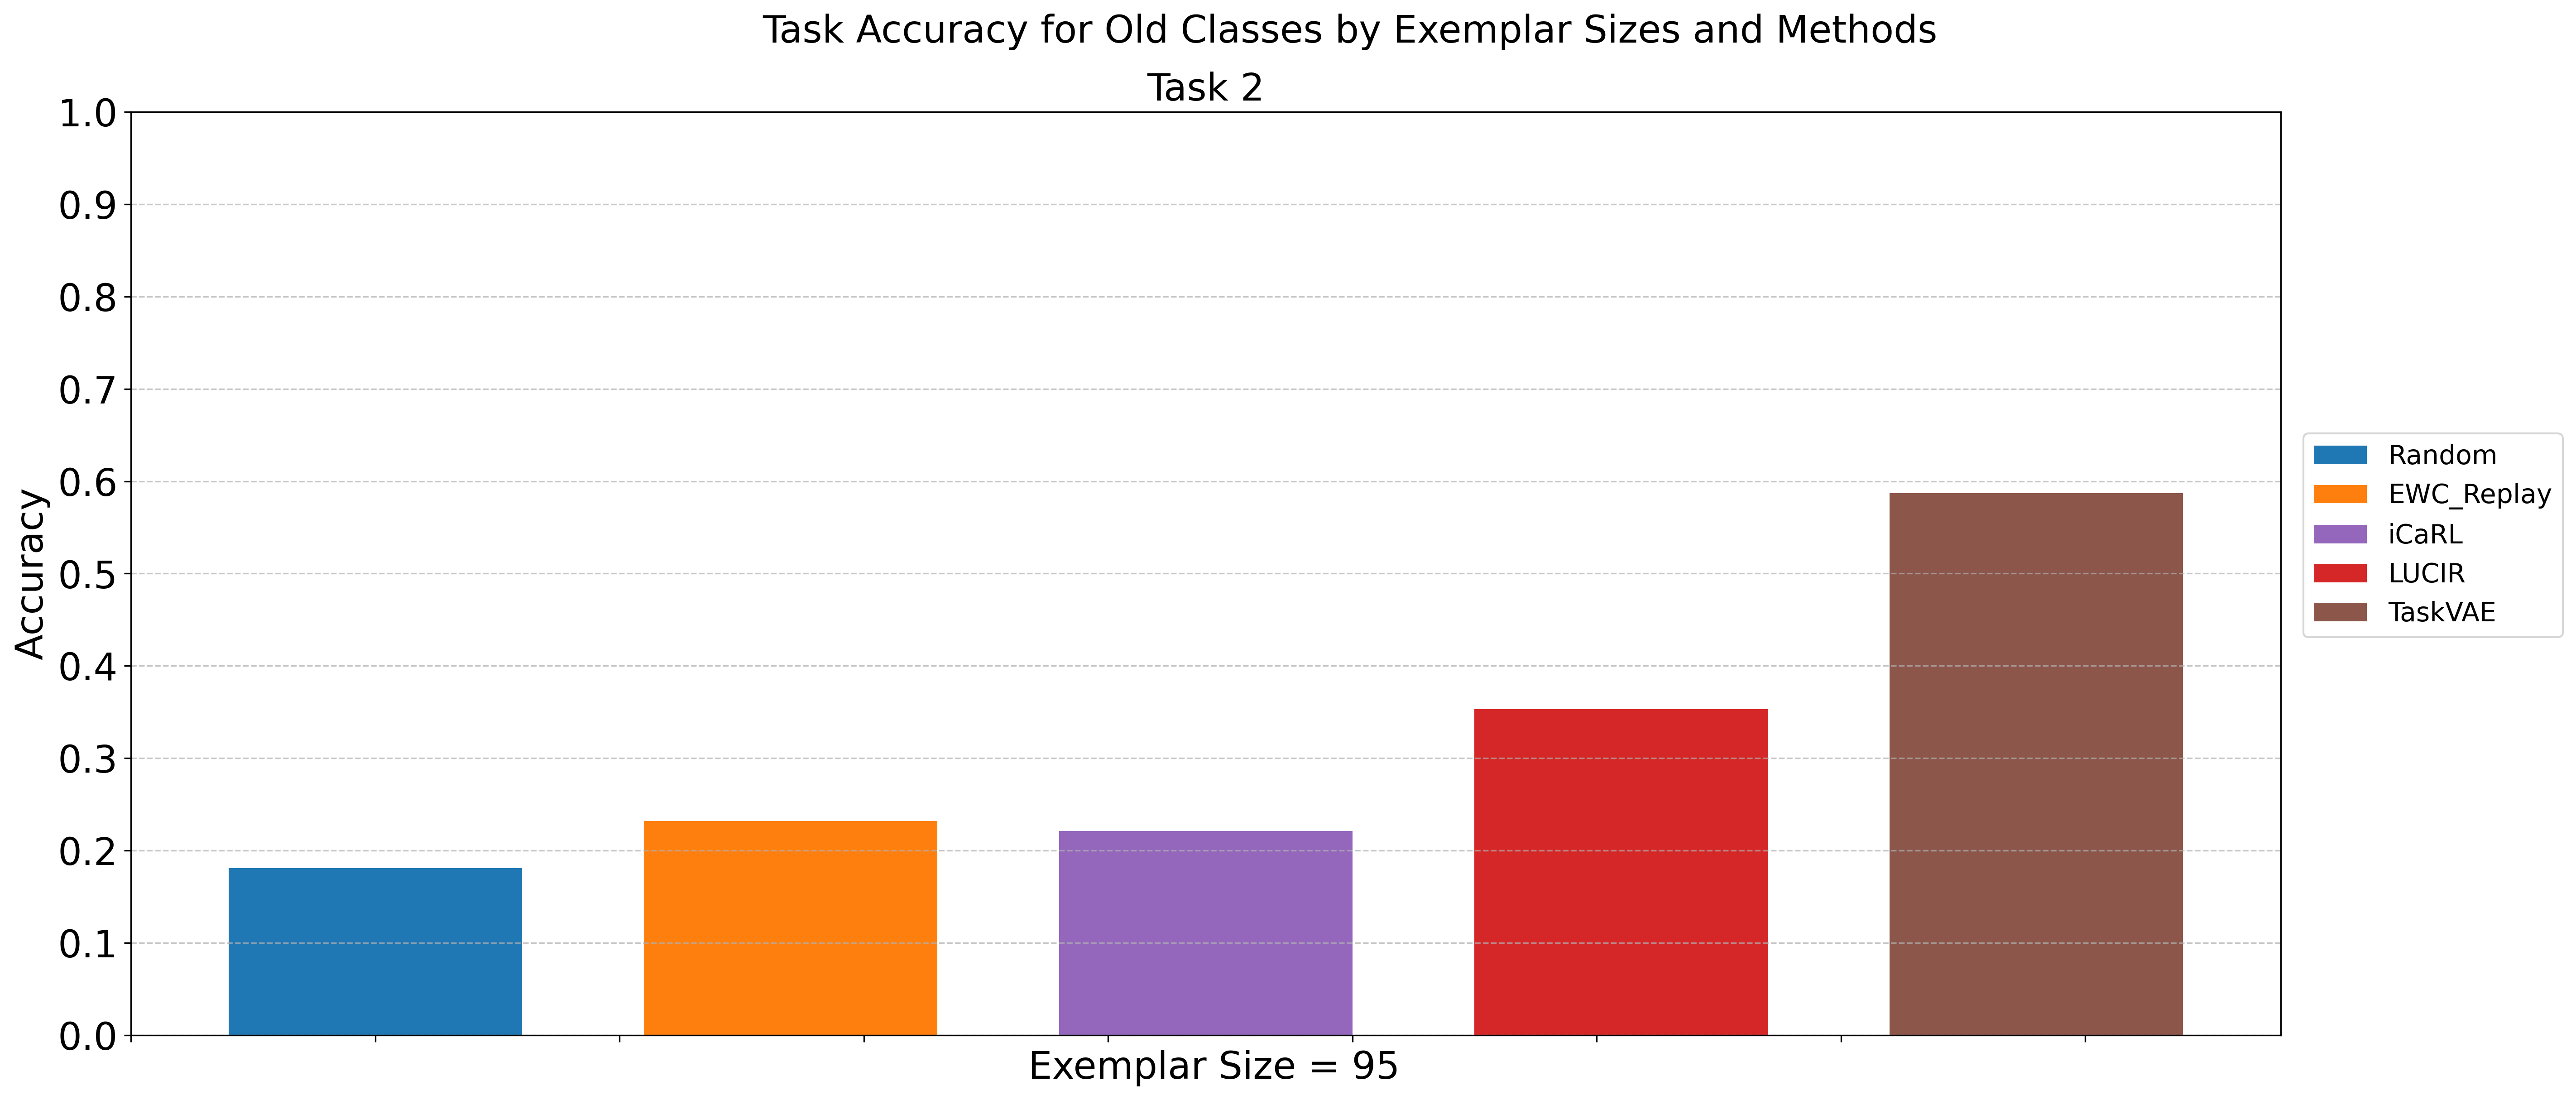 Task Accuracy for Old Classes by Exemplar Sizes and Methods
Task 2
1.0
0.9
0.8
0.7
0.6
0.5
0.4
0.3
0.2
0.1
0.0
Accuracy
Exemplar Size = 95
Random
EWC_Replay
iCaRL
LUCIR
TaskVAE